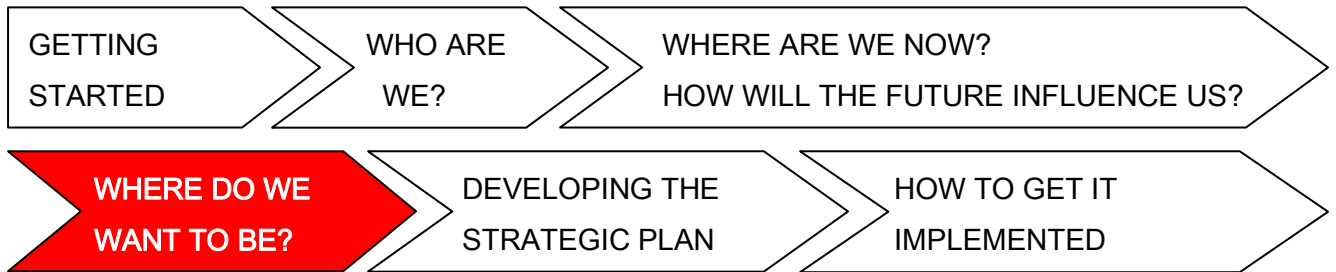 GETTING
STARTED
WHO ARE
WE?
WHERE ARE WE NOW?
HOW WILL THE FUTURE INFLUENCE US?
WHERE DO WE
WANT TO BE?
DEVELOPING THE
STRATEGIC PLAN
HOW TO GET IT
IMPLEMENTED